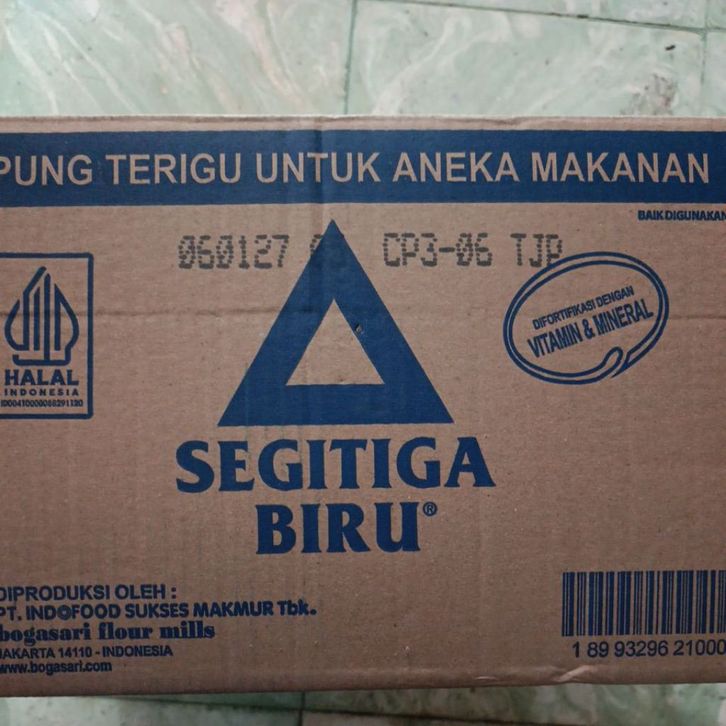 PUNG TERIGU UNTUK ANEKA MAKANAN
BAIK DIGUNAKAN
060127 CP3-06 TJP
DIFORTIFIKASI DENGAN
VITAMIN & MINERAL
HALAL
INDONESIA
ID00410000088291120
SEGITIGA
BIRU®
DIPRODUKSI OLEH :
PT. INDOFOOD SUKSES MAKMUR Tbk.
bogasari flour mills
JAKARTA 14110 - INDONESIA
www.bogasari.com
1 89 93296 21000